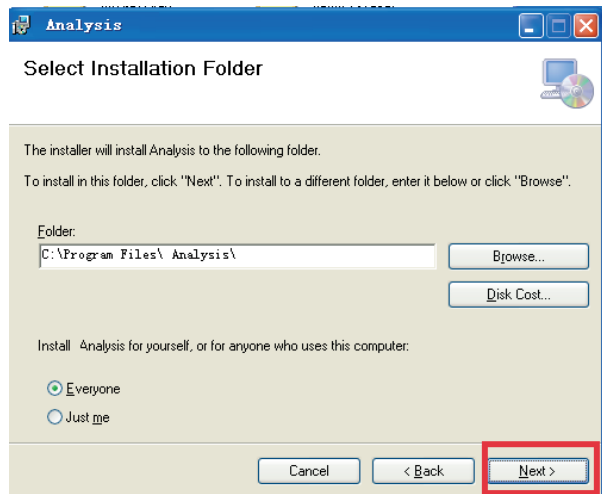 Analysis
Select Installation Folder
The installer will install Analysis to the following folder.
To install in this folder, click "Next". To install to a different folder, enter it below or click "Browse".
Folder:
C:\Program Files\ Analysis\
Browse...
Disk Cost...
Install Analysis for yourself, or for anyone who uses this computer:
Everyone
Just me
Cancel
< Back
Next >